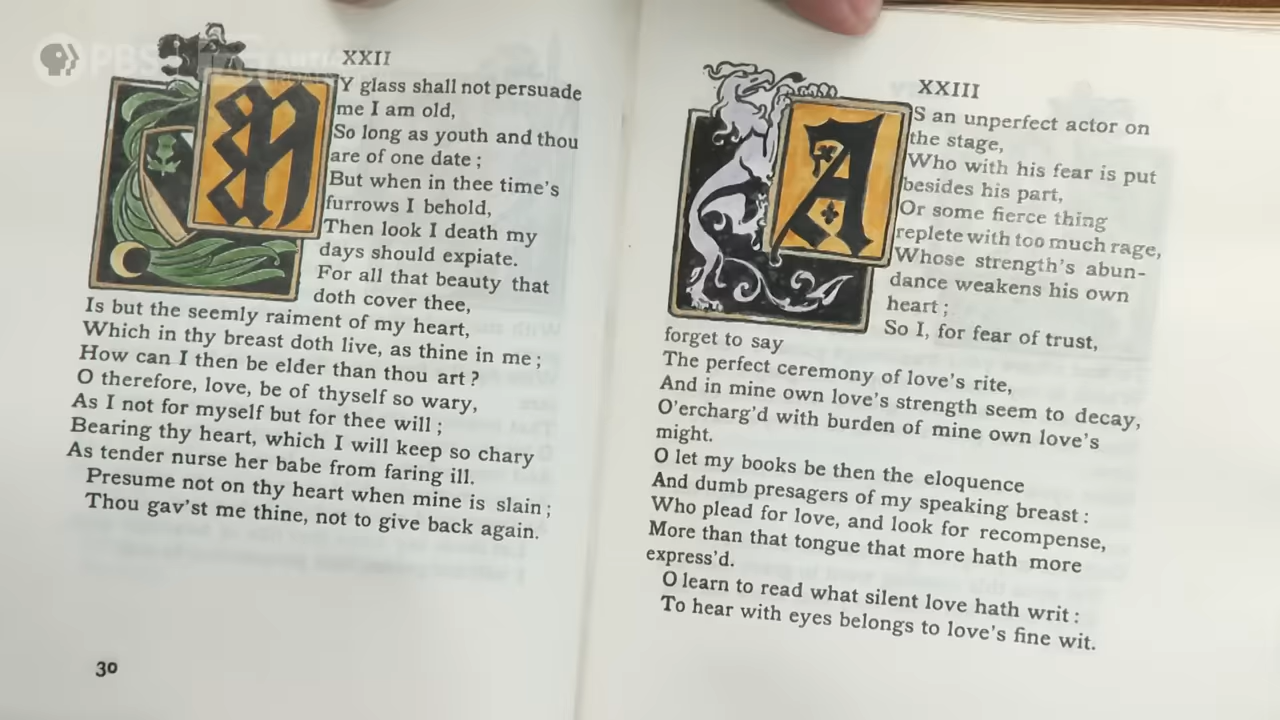 PBS
XXII
MY glass shall not persuade
me I am old,
So long as youth and thou
are of one date ;
But when in thee time's
furrows I behold,
Then look I death my
days should expiate.
For all that beauty that
doth cover thee,
Is but the seemly raiment of my heart,
Which in thy breast doth live, as thine in me ;
How can I then be elder than thou art ?
O therefore, love, be of thyself so wary,
As I not for myself but for thee will ;
Bearing thy heart, which I will keep so chary
As tender nurse her babe from faring ill.
Presume not on thy heart when mine is slain ;
Thou gav'st me thine, not to give back again.
30
XXIII
AS an unperfect actor on
the stage,
Who with his fear is put
besides his part,
Or some fierce thing
replete with too much rage,
Whose strength's abun-
dance weakens his own
heart ;
So I, for fear of trust,
forget to say
The perfect ceremony of love's rite,
And in mine own love's strength seem to decay,
O'ercharg'd with burden of mine own love's
might.
O let my books be then the eloquence
And dumb presagers of my speaking breast :
Who plead for love, and look for recompense,
More than that tongue that more hath more
express'd.
O learn to read what silent love hath writ :
To hear with eyes belongs to love's fine wit.